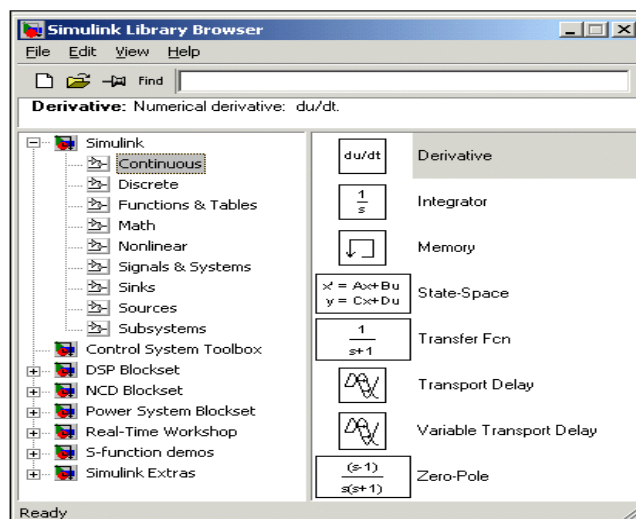 Simulink Library Browser
File Edit View Help
Find
Derivative: Numerical derivative: du/dt.
Simulink
Continuous
Discrete
Functions & Tables
Math
Nonlinear
Signals & Systems
Sinks
Sources
Subsystems
Control System Toolbox
DSP Blockset
NCD Blockset
Power System Blockset
Real-Time Workshop
S-function demos
Simulink Extras
du/dt Derivative
1
s
Integrator
Memory
x' = Ax+Bu
y = Cx+Du
State-Space
1
s+1
Transfer Fcn
Transport Delay
Variable Transport Delay
(s-1)
s(s+1)
Zero-Pole
Ready